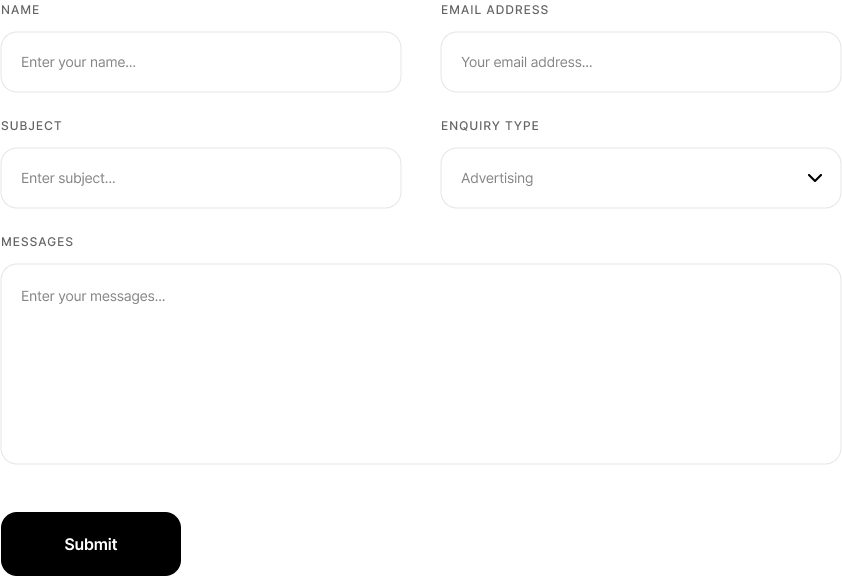 NAME
EMAIL ADDRESS
Enter your name...
Your email address...
SUBJECT
ENQUIRY TYPE
Enter subject...
Advertising
MESSAGES
Enter your messages...
Submit